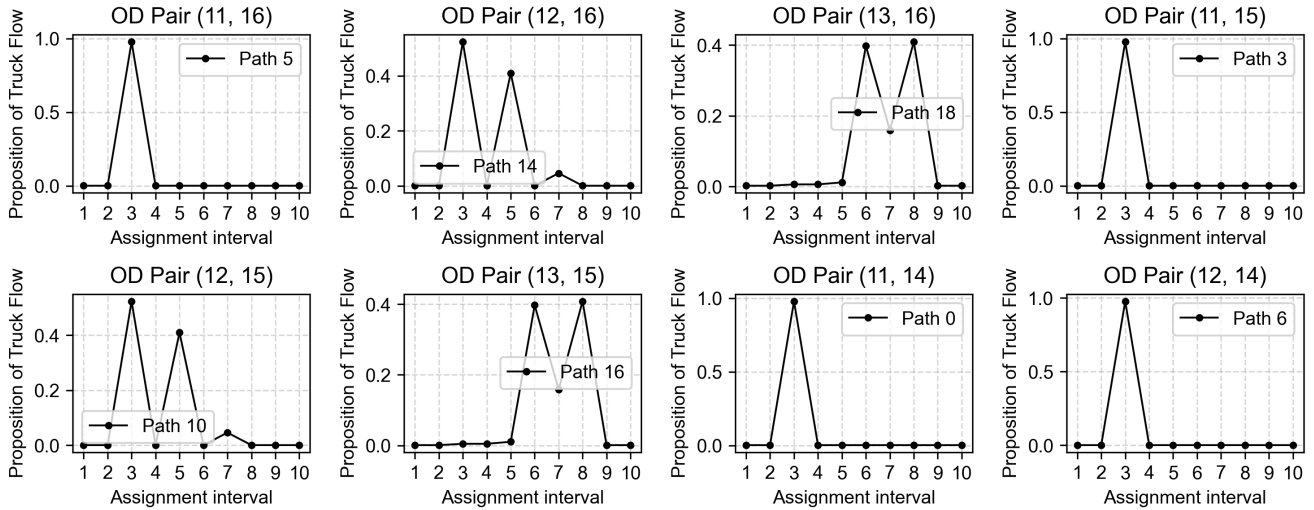 OD Pair (11, 16)
Proposition of Truck Flow
1.0
0.5
0.0
Path 5
1 2 3 4 5 6 7 8 9 10
Assignment interval
OD Pair (12, 16)
Proposition of Truck Flow
0.4
0.2
0.0
Path 14
1 2 3 4 5 6 7 8 9 10
Assignment interval
OD Pair (13, 16)
Proposition of Truck Flow
0.4
0.2
0.0
Path 18
1 2 3 4 5 6 7 8 9 10
Assignment interval
OD Pair (11, 15)
Proposition of Truck Flow
1.0
0.5
0.0
Path 3
1 2 3 4 5 6 7 8 9 10
Assignment interval
OD Pair (12, 15)
Proposition of Truck Flow
0.4
0.2
0.0
Path 10
1 2 3 4 5 6 7 8 9 10
Assignment interval
OD Pair (13, 15)
Proposition of Truck Flow
0.4
0.2
0.0
Path 16
1 2 3 4 5 6 7 8 9 10
Assignment interval
OD Pair (11, 14)
Proposition of Truck Flow
1.0
0.5
0.0
Path 0
1 2 3 4 5 6 7 8 9 10
Assignment interval
OD Pair (12, 14)
Proposition of Truck Flow
1.0
0.5
0.0
Path 6
1 2 3 4 5 6 7 8 9 10
Assignment interval